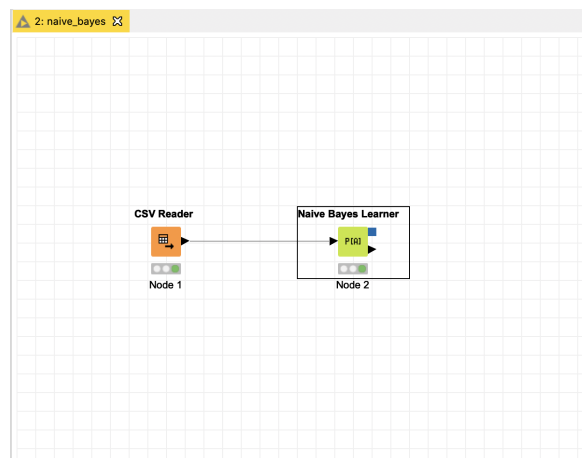 2: naive_bayes
CSV Reader
Node 1
Naive Bayes Learner
P[A]
Node 2